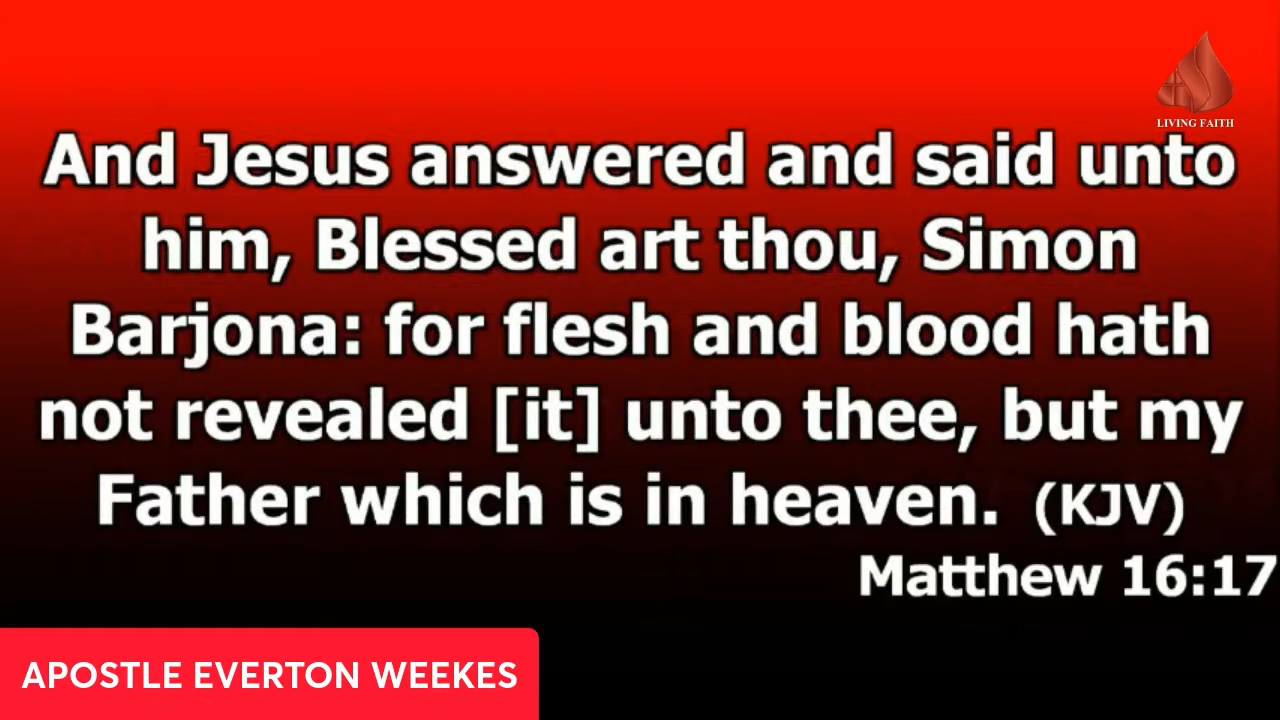 LIVING FAITH
And Jesus answered and said unto
him, Blessed art thou, Simon
Barjona: for flesh and blood hath
not revealed [it] unto thee, but my
Father which is in heaven. (KJV)
Matthew 16:17
APOSTLE EVERTON WEEKES